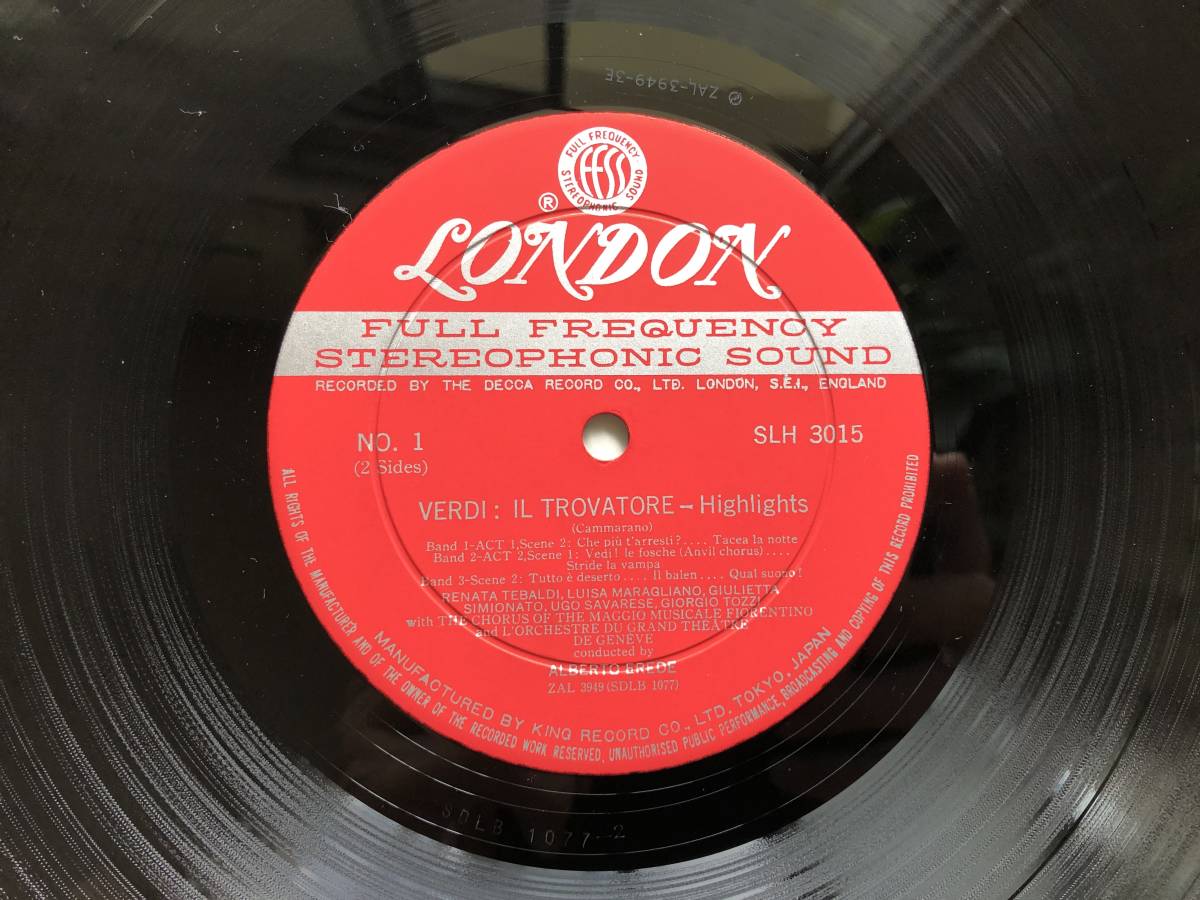 Ⓟ ZAL-3949-3E
FULL FREQUENCY
ffss
STEREOPHONIC SOUND
®
LONDON
FULL FREQUENCY
STEREOPHONIC SOUND
RECORDED BY THE DECCA RECORD CO., LTD. LONDON, S.E.1., ENGLAND
NO. 1
(2 Sides)
SLH 3015
VERDI : IL TROVATORE – Highlights
(Cammarano)
Band 1-ACT 1,Scene 2: Che più t'arresti?.... Tacea la notte
Band 2-ACT 2,Scene 1: Vedi! le fosche (Anvil chorus)....
Stride la vampa
Band 3-Scene 2: Tutto è deserto.... Il balen.... Qual suono!
RENATA TEBALDI, LUISA MARAGLIANO, GIULIETTA
SIMIONATO, UGO SAVARESE, GIORGIO TOZZI
with THE CHORUS OF THE MAGGIO MUSICALE FIORENTINO
and L'ORCHESTRE DU GRAND THÉÂTRE
DE GENÈVE
conducted by
ALBERTO EREDE
ZAL 3949 (SDLB 1077)
MANUFACTURED BY KING RECORD CO., LTD. TOKYO, JAPAN
ALL RIGHTS OF THE MANUFACTURER AND OF THE OWNER OF THE RECORDED WORK RESERVED, UNAUTHORISED PUBLIC PERFORMANCE, BROADCASTING AND COPYING OF THIS RECORD PROHIBITED
SDLB 1077-2